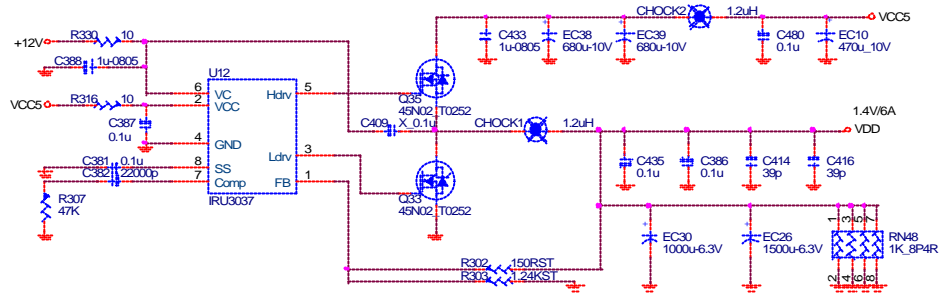 CHOCK2 1.2uH VCC5
R330 10
+12V
C388 1u-0805
C433
1u-0805
EC38
680u-10V
EC39
680u-10V
C480
0.1u
EC10
470u_10V
U12
6 VC Hdrv 5
2 VCC
VCC5 R316 10
Q35
45N02 T0252
C387
0.1u
C409 X_0.1u
CHOCK1 1.2uH
1.4V/6A
VDD
4 GND
Ldrv 3
C381 0.1u 8 SS
C382 22000p 7 Comp FB 1
R307
47K
IRU3037
Q33
45N02 T0252
C435
0.1u
C386
0.1u
C414
39p
C416
39p
1 3 5 7
EC30
1000u-6.3V
EC26
1500u-6.3V
RN48
1K_8P4R
2 4 6 8
R302 150RST
R303 1.24KST